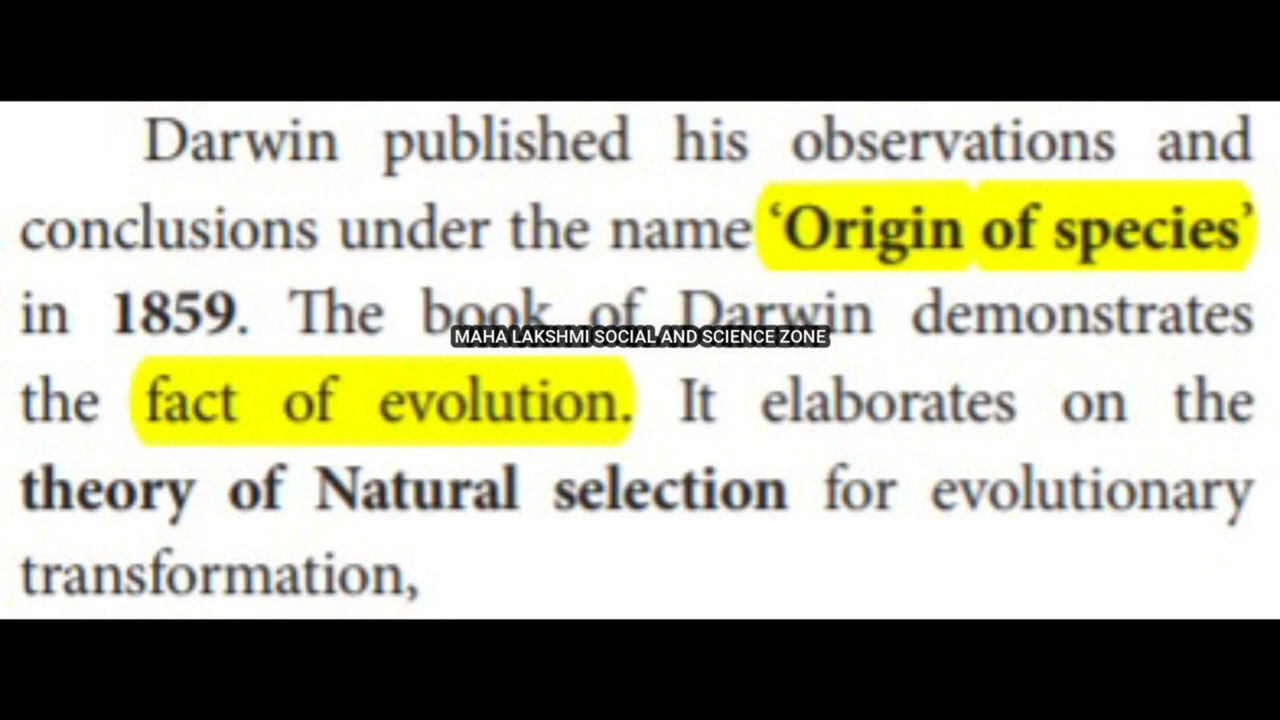 Darwin published his observations and
conclusions under the name 'Origin of species'
in 1859. The book of Darwin demonstrates
MAHA LAKSHMI SOCIAL AND SCIENCE ZONE
the fact of evolution. It elaborates on the
theory of Natural selection for evolutionary
transformation,